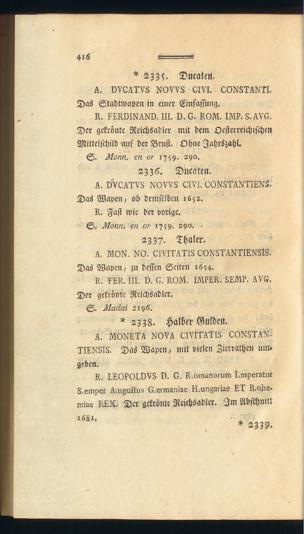 416
* 2335. Ducaten.
A. DVCATVS NOVVS CIVI. CONSTANTI.
Das Stadtwapen in einer Einfassung.
R. FERDINAND. III. D. G. ROM. IMP. S. AVG.
Der gekrönte Reichsadler mit dem Oesterreichischen
Mittelschild auf der Brust. Ohne Jahrszahl.
S. Monn. en or 1759. 290.
2336. Ducaten.
A. DVCATVS NOVVS CIVI. CONSTANTIENS.
Das Wapen, ob demselben 1652.
R. Fast wie der vorige.
S. Monn. en or 1759. 290.
2337. Thaler.
A. MON. NO. CIVITATIS CONSTANTIENSIS.
Das Wapen, zu dessen Seiten 1654.
R. FER. III. D. G. ROM. IMPER. SEMP. AVG.
Der gekrönte Reichsadler.
S. Madai 2196.
* 2338. Halber Gulden.
A. MONETA NOVA CIVITATIS CONSTAN-
TIENSIS. Das Wapen, mit vielen Zierrathen um-
geben.
R. LEOPOLDVS D. G. R.omanorum I.mperator
S.emper A.uguſtus G.ermaniae H.ungariae ET B.ohe-
miae REX. Der gekrönte Reichsadler. Im Abschnitt
1681.
* 2339.